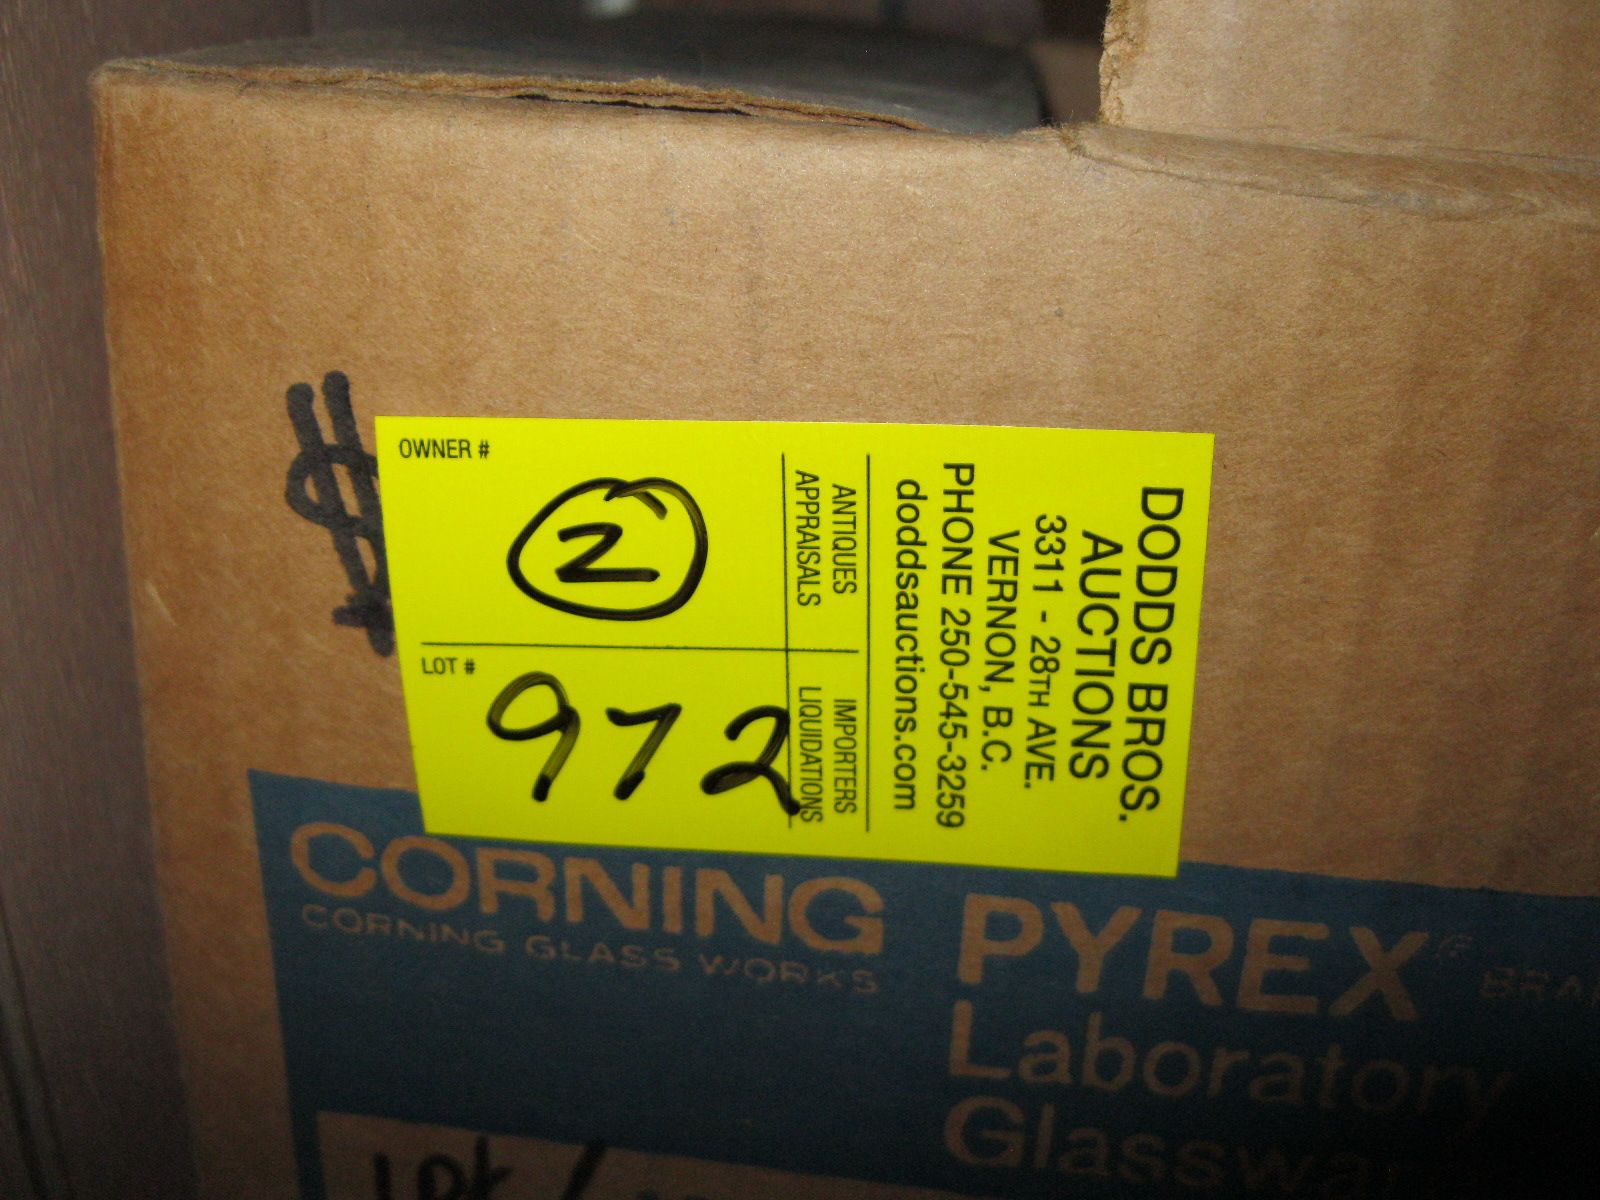 $
OWNER #
2
LOT #
972
ANTIQUES
APPRAISALS
IMPORTERS
LIQUIDATIONS
DODDS BROS.
AUCTIONS
3311 - 28TH AVE.
VERNON, B.C.
PHONE 250-545-3259
doddsauctions.com
CORNING
CORNING GLASS WORKS
PYREX®
Laboratory